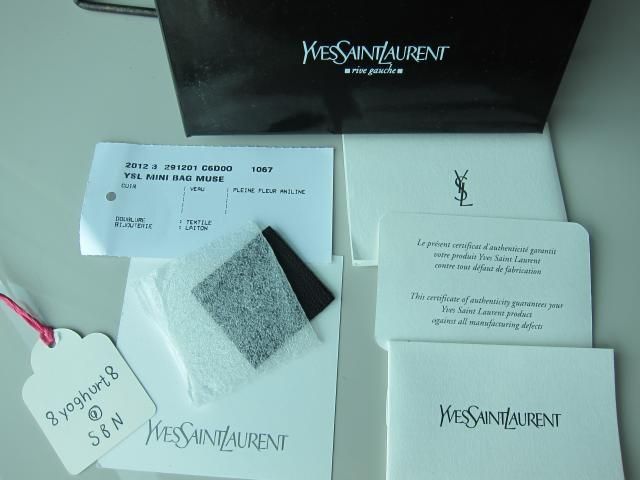 YVESSAINTLAURENT
rive gauche
2012 3 291201 C6D00 1067
YSL MINI BAG MUSE
CUIR : VEAU : PLEINE FLEUR ANILINE
DOUBLURE : TEXTILE
BIJOUTERIE : LAITON
YSL
Le présent certificat d'authenticité garantit
votre produit Yves Saint Laurent
contre tout défaut de fabrication
This certificate of authenticity guarantees your
Yves Saint Laurent product
against all manufacturing defects
8yoghurt8
@
SBN
YVESSAINTLAURENT
YVESSAINTLAURENT